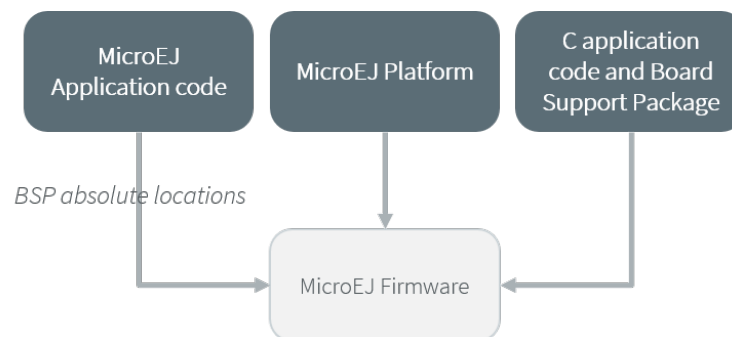 MicroEJ
Application code
MicroEJ Platform
C application
code and Board
Support Package
BSP absolute locations
MicroEJ Firmware